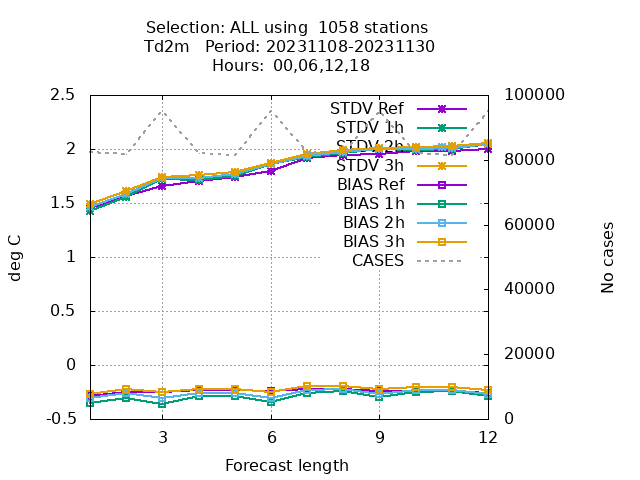 Selection: ALL using  1058 stations
Td2m   Period: 20231108-20231130
Hours:  00,06,12,18
2.5
2
1.5
1
0.5
0
-0.5
deg C
100000
80000
60000
40000
20000
0
No cases
STDV Ref
STDV 1h
STDV 2h
STDV 3h
BIAS Ref
BIAS 1h
BIAS 2h
BIAS 3h
CASES
3
6
9
12
Forecast length